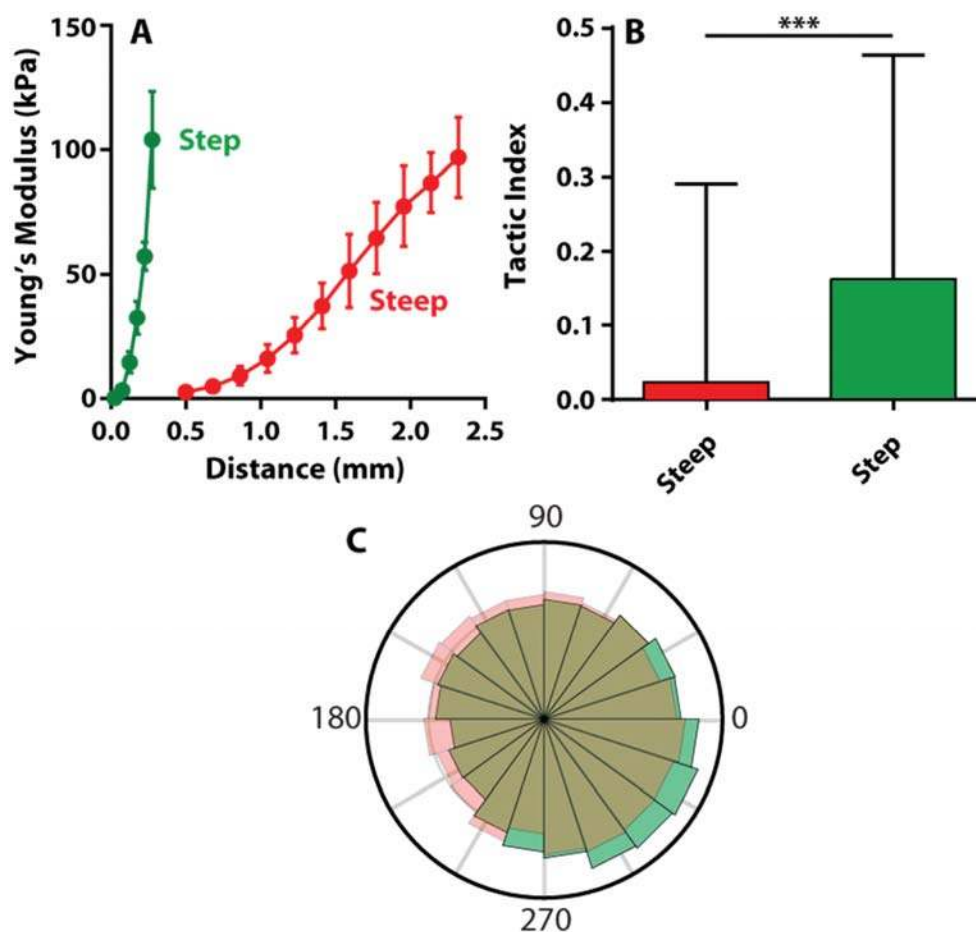 A
150
100
50
0
Young's Modulus (kPa)
Step
Steep
0.0 0.5 1.0 1.5 2.0 2.5
Distance (mm)
B
***
0.5
0.4
0.3
0.2
0.1
0.0
Tactic Index
Steep
Step
C
90
180
0
270